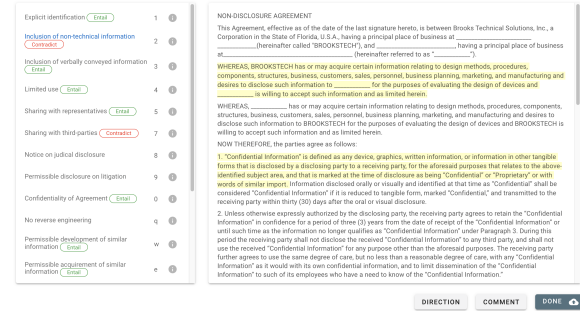 Explicit identification Entail 1
Inclusion of non-technical information Contradict 2
Inclusion of verbally conveyed information Entail 3
Limited use Entail 4
Sharing with representatives Entail 5
Sharing with third-parties Contradict 7
Notice on judicial disclosure 8
Permissible disclosure on litigation 9
Confidentiality of Agreement Entail 0
No reverse engineering q
Permissible development of similar information Entail w
Permissible acquirement of similar information Entail e
NON-DISCLOSURE AGREEMENT
This Agreement, effective as of the date of the last signature hereto, is between Brooks Technical Solutions, Inc., a
Corporation in the State of Florida, U.S.A., having a principal place of business at ____________________
____________(hereinafter called "BROOKSTECH"), and ____________________, having a principal place of business
at____________________ (hereinafter referred to as "__________").
WHEREAS, BROOKSTECH has or may acquire certain information relating to design methods, procedures,
components, structures, business, customers, sales, personnel, business planning, marketing, and manufacturing and
desires to disclose such information to __________ for the purposes of evaluating the design of devices and
__________ is willing to accept such information and as limited herein.
WHEREAS, __________ has or may acquire certain information relating to design methods, procedures, components,
structures, business, customers, sales, personnel, business planning, marketing, and manufacturing and desires to
disclose such information to BROOKSTECH for the purposes of evaluating the design of devices and BROOKSTECH is
willing to accept such information and as limited herein.
NOW THEREFORE, the parties agree as follows:
1. "Confidential Information" is defined as any device, graphics, written information, or information in other tangible
forms that is disclosed by a disclosing party to a receiving party, for the aforesaid purposes that relates to the above-
identified subject area, and that is marked at the time of disclosure as being "Confidential" or "Proprietary" or with
words of similar import. Information disclosed orally or visually and identified at that time as "Confidential" shall be
considered "Confidential Information" if it is reduced to tangible form, marked "Confidential," and transmitted to the
receiving party within thirty (30) days after the oral or visual disclosure.
2. Unless otherwise expressly authorized by the disclosing party, the receiving party agrees to retain the "Confidential
Information" in confidence for a period of three (3) years from the date of receipt of the "Confidential Information" or
until such time as the information no longer qualifies as "Confidential Information" under Paragraph 3. During this
period the receiving party shall not disclose the received "Confidential Information" to any third party, and shall not
use the received "Confidential Information" for any purpose other than the aforesaid purposes. The receiving party
further agrees to use the same degree of care, but no less than a reasonable degree of care, with any "Confidential
Information" as it would with its own confidential information, and to limit dissemination of the "Confidential
Information" to such of its employees who have a need to know of the "Confidential Information."
DIRECTION COMMENT DONE